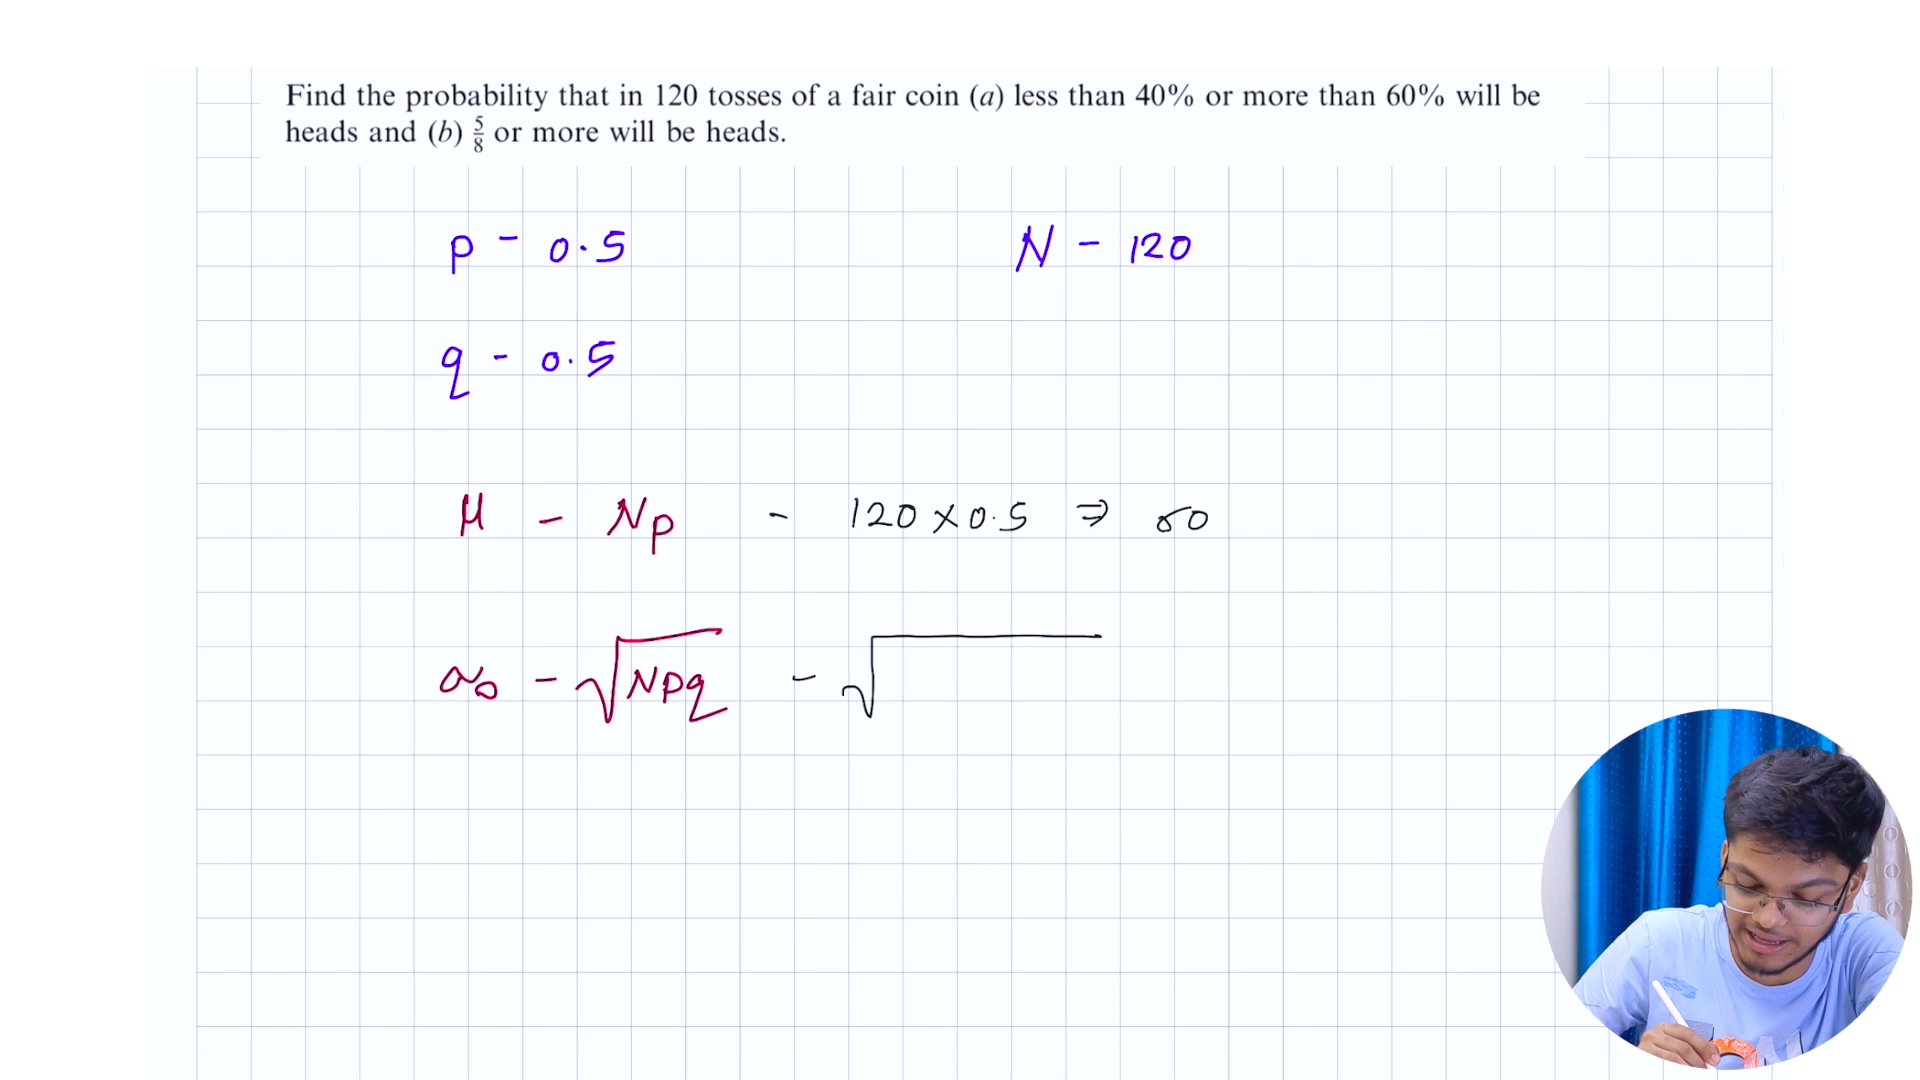 Find the probability that in 120 tosses of a fair coin (a) less than 40% or more than 60% will be
heads and (b) 5/8 or more will be heads.
p - 0.5
N - 120
q - 0.5
μ - Np - 120 × 0.5 ⇒ 60
- √Npq - √